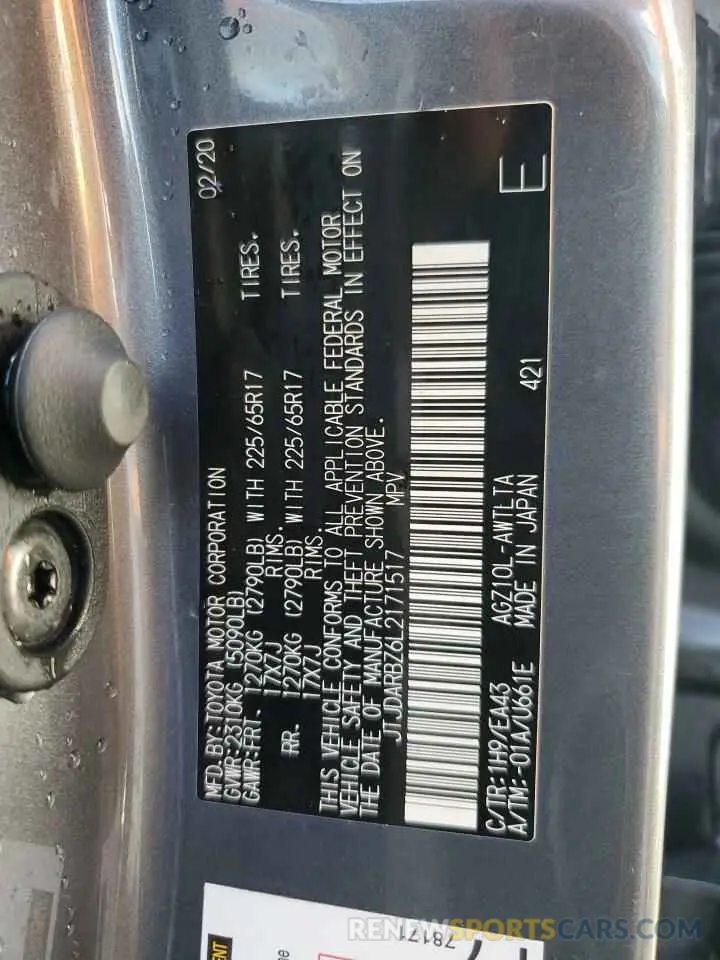 02/20
MFD. BY: TOYOTA MOTOR CORPORATION
GVWR: 2310KG (5090LB)
GAWR: FRT. 1270KG (2790LB) WITH 225/65R17 TIRES.
17X7J RIMS.
RR. 1270KG (2790LB) WITH 225/65R17 TIRES.
17X7J RIMS.
THIS VEHICLE CONFORMS TO ALL APPLICABLE FEDERAL MOTOR
VEHICLE SAFETY AND THEFT PREVENTION STANDARDS IN EFFECT ON
THE DATE OF MANUFACTURE SHOWN ABOVE.
JTJDARBZ6L2171517 MPV
C/TR: 1H9/EA43 AGZ10L-AWTLTA 421
A/TM: -01A/U661E MADE IN JAPAN E
78171
RENEWSPORTSCARS.COM